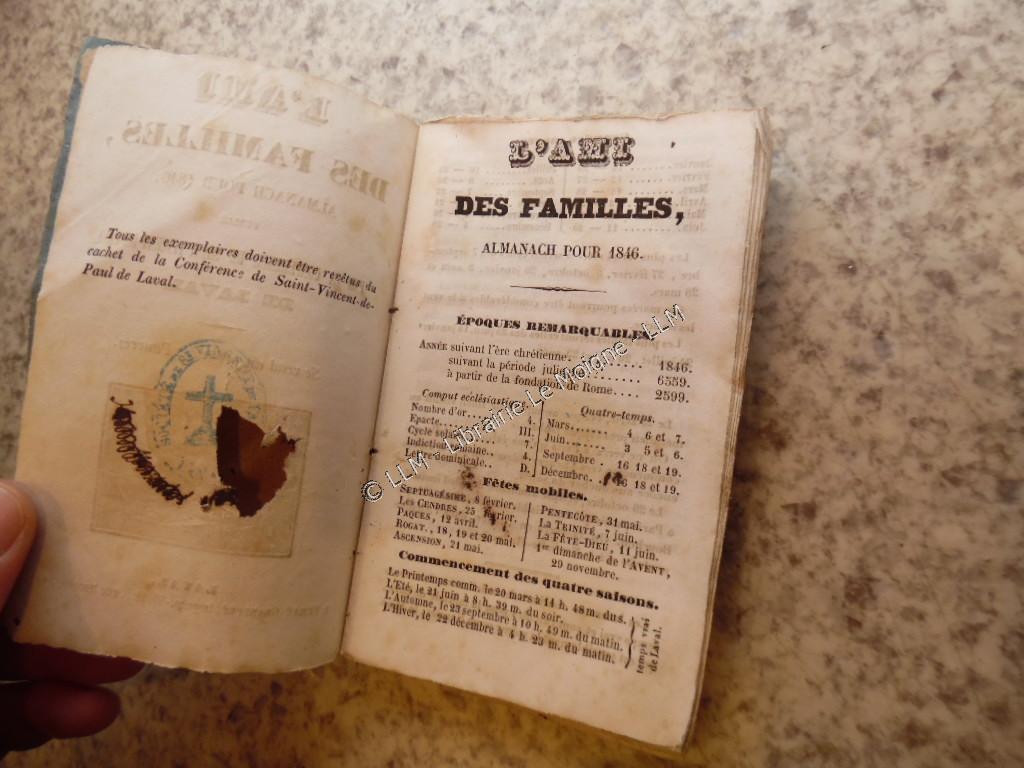 Tous les exemplaires doivent être revêtus du
cachet de la Conférence de Saint-Vincent-de-
Paul de Laval.
L'AMI
DES FAMILLES,
ALMANACH POUR 1846.
ÉPOQUES REMARQUABLES.
ANNÉE suivant l'ère chrétienne. 1846.
suivant la période julienne 6559.
à partir de la fondation de Rome.... 2599.
Comput ecclésiastique.
Nombre d'or 4.
Epacte III.
Cycle solaire 7.
Indiction romaine.. 4.
Lettre dominicale.. D.
Quatre-temps.
Mars....... 4 6 et 7.
Juin....... 3 5 et 6.
Septembre . 16 18 et 19.
Décembre. . 16 18 et 19.
Fêtes mobiles.
SEPTUAGÉSIME, 8 février.
LES CENDRES, 25 février.
PAQUES, 12 avril.
ROGAT., 18, 19 et 20 mai.
ASCENSION, 21 mai.
PENTECÔTE, 31 mai.
LA TRINITÉ, 7 juin.
LA FÊTE-DIEU, 11 juin.
1er dimanche de l'AVENT,
29 novembre.
Commencement des quatre saisons.
Le Printemps comm. le 20 mars à 11 h. 48 m. du s.
L'Eté, le 21 juin à 8 h. 39 m. du soir.
L'Automne, le 23 septembre à 10 h. 49 m. du matin.
L'Hiver, le 22 décembre à 4 h. 23 m. du matin.
temps vrai
de Laval.
© LLM - Librairie Le Moigne - LLM